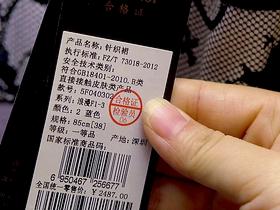 合格证
产品名称: 针织裙
执行标准: FZ/T 73018-2012
安全技术类别:
符合GB18401-2010.B类
直接接触皮肤类产品
款号: 5F040302
系列: 浪漫F1-3
颜色: 2 蓝色
规格: 85cm[38]
等级: 一等品
产地: 深圳
国家标准商品条码:
合格证
检验员
6 950467 256677
全国统一零售价: ¥2487.00